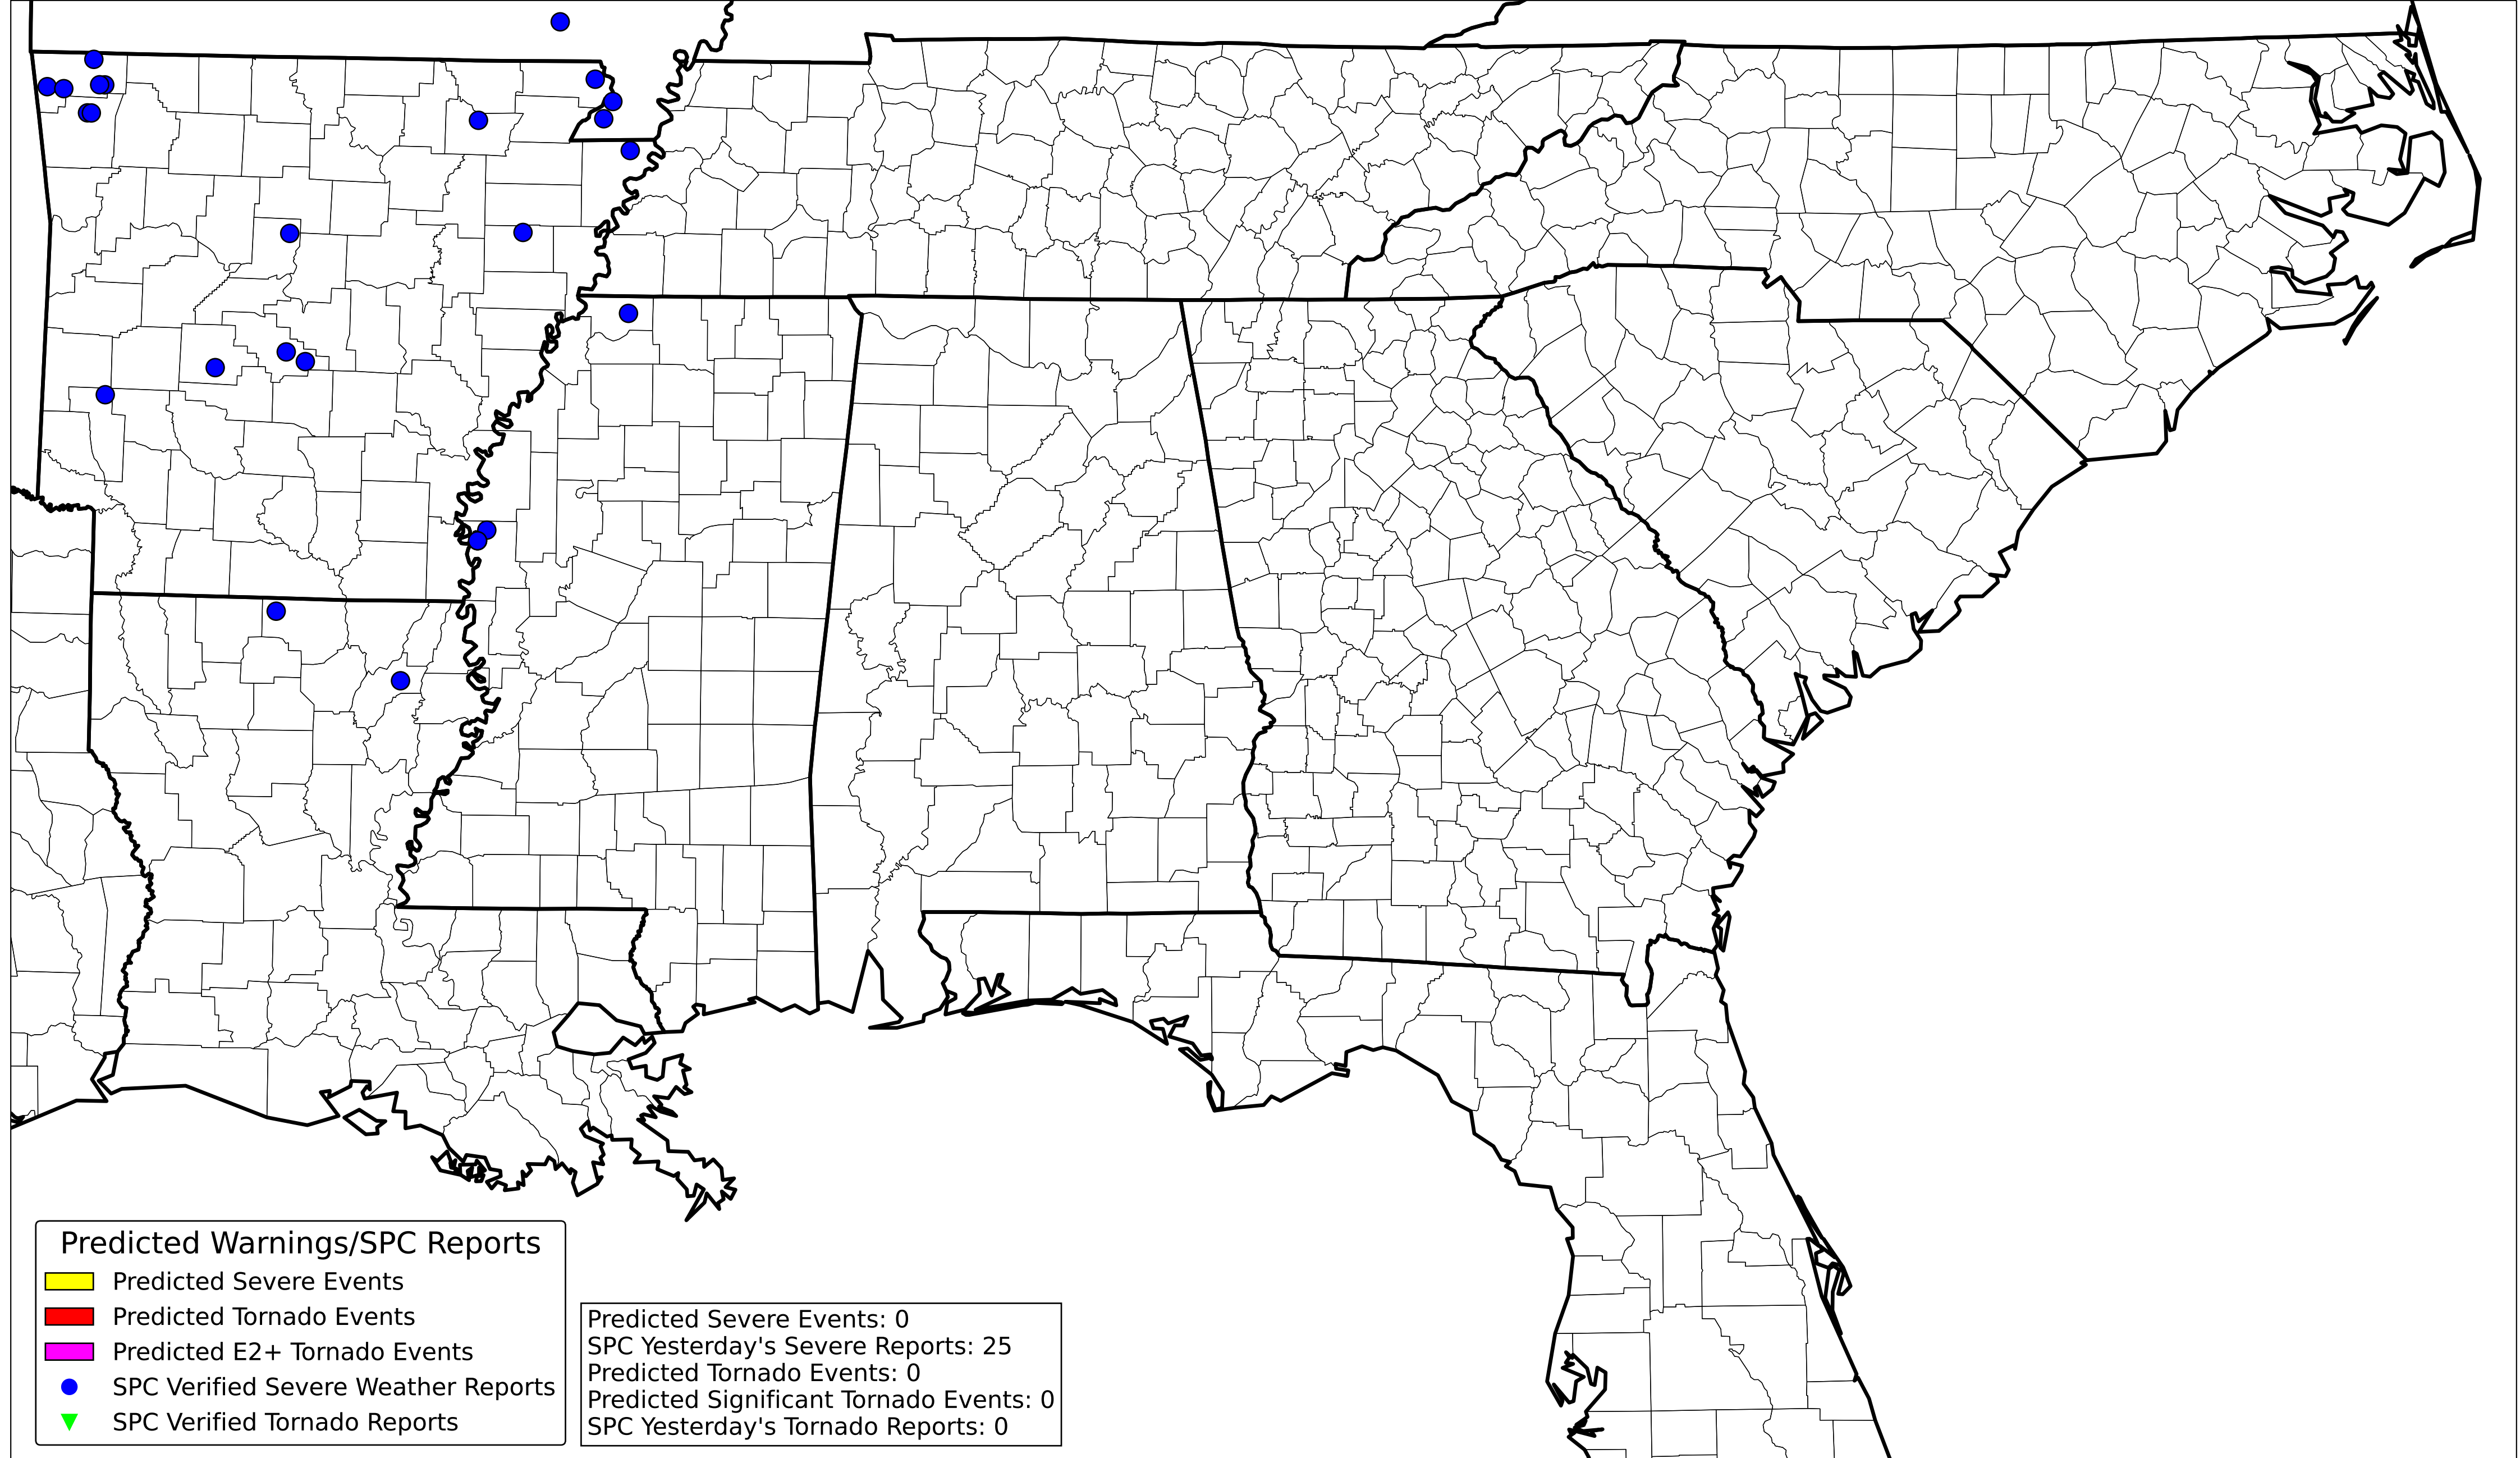 Predicted Warnings/SPC Reports
Predicted Severe Events
Predicted Tornado Events
Predicted E2+ Tornado Events
SPC Verified Severe Weather Reports
SPC Verified Tornado Reports
Predicted Severe Events: 0
SPC Yesterday's Severe Reports: 25
Predicted Tornado Events: 0
Predicted Significant Tornado Events: 0
SPC Yesterday's Tornado Reports: 0